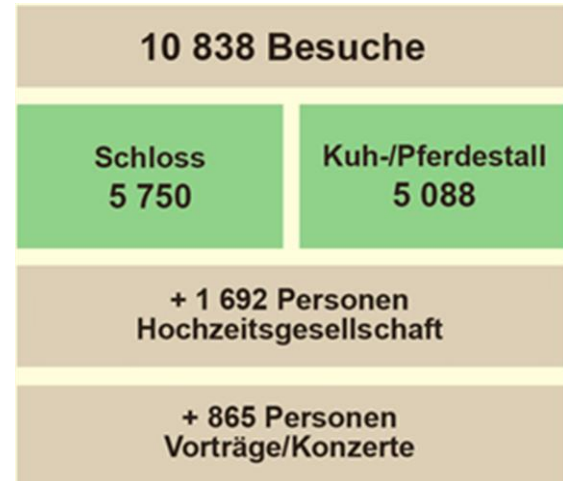 10 838 Besuche
Schloss
5 750
Kuh-/Pferdestall
5 088
+ 1 692 Personen
Hochzeitsgesellschaft
+ 865 Personen
Vorträge/Konzerte